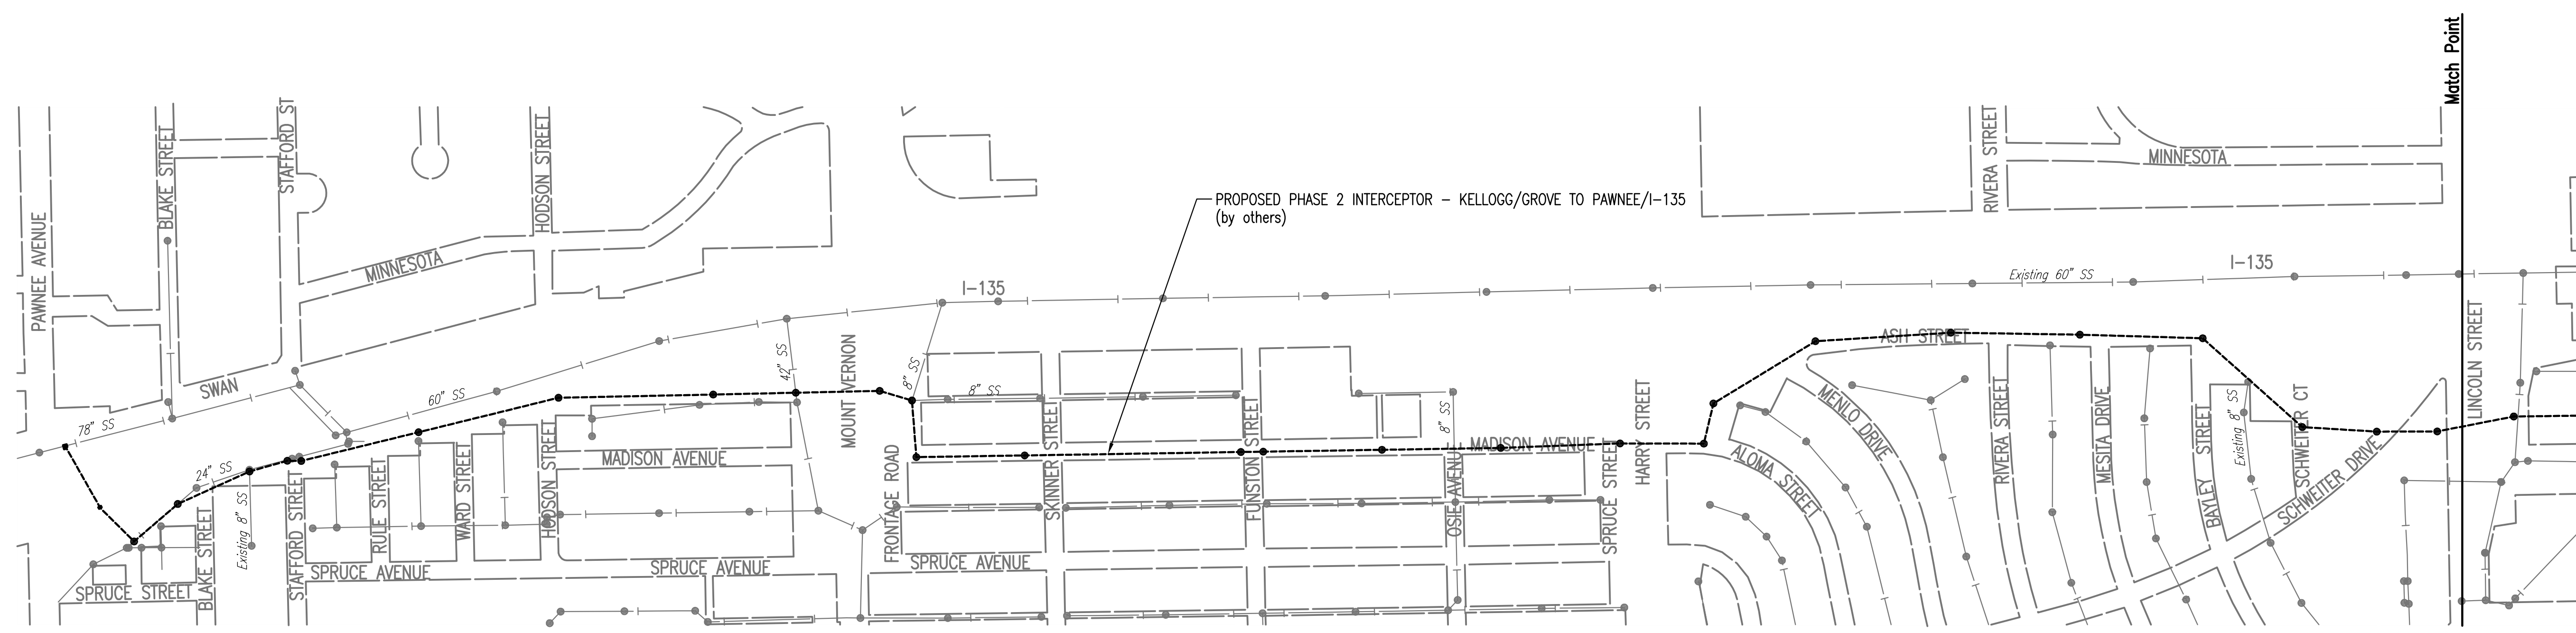 Match Point
PROPOSED PHASE 2 INTERCEPTOR – KELLOGG/GROVE TO PAWNEE/I-135
(by others)
PAWNEE AVENUE
BLAKE STREET
STAFFORD ST
HODSON STREET
MINNESOTA
RIVERA STREET
MINNESOTA
I-135
Existing 60" SS
I-135
SWAN
78" SS
60" SS
42" SS
MOUNT VERNON
8" SS
8" SS
8" SS
ASH STREET
LINCOLN STREET
24" SS
Existing 8" SS
BLAKE STREET
STAFFORD STREET
RULE STREET
WARD STREET
HODSON STREET
MADISON AVENUE
FRONTAGE ROAD
SKINNER STREET
FUNSTON STREET
OSIE AVENUE
MADISON AVENUE
SPRUCE STREET
HARRY STREET
ALOMA STREET
MENLO DRIVE
RIVERA STREET
MESITA DRIVE
BAYLEY STREET
Existing 8" SS
SCHWEITER CT
SCHWEITER DRIVE
SPRUCE STREET
SPRUCE AVENUE
SPRUCE AVENUE
SPRUCE AVENUE